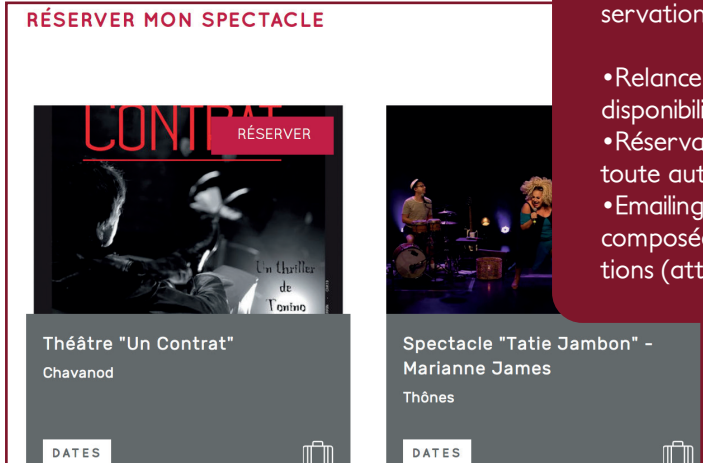 RÉSERVER MON SPECTACLE
CONTRAT
RÉSERVER
Un thriller
de
Tonino
Théâtre "Un Contrat"
Chavanod
DATES
Spectacle "Tatie Jambon" -
Marianne James
Thônes
DATES
servation
•Relance
disponibili
•Réserva
toute aut
•Emailing
composé
tions (att